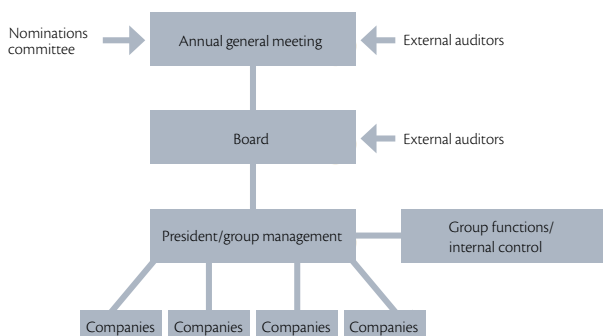 Nominations
committee
Annual general meeting
External auditors
Board
External auditors
President/group management
Group functions/
internal control
Companies
Companies
Companies
Companies